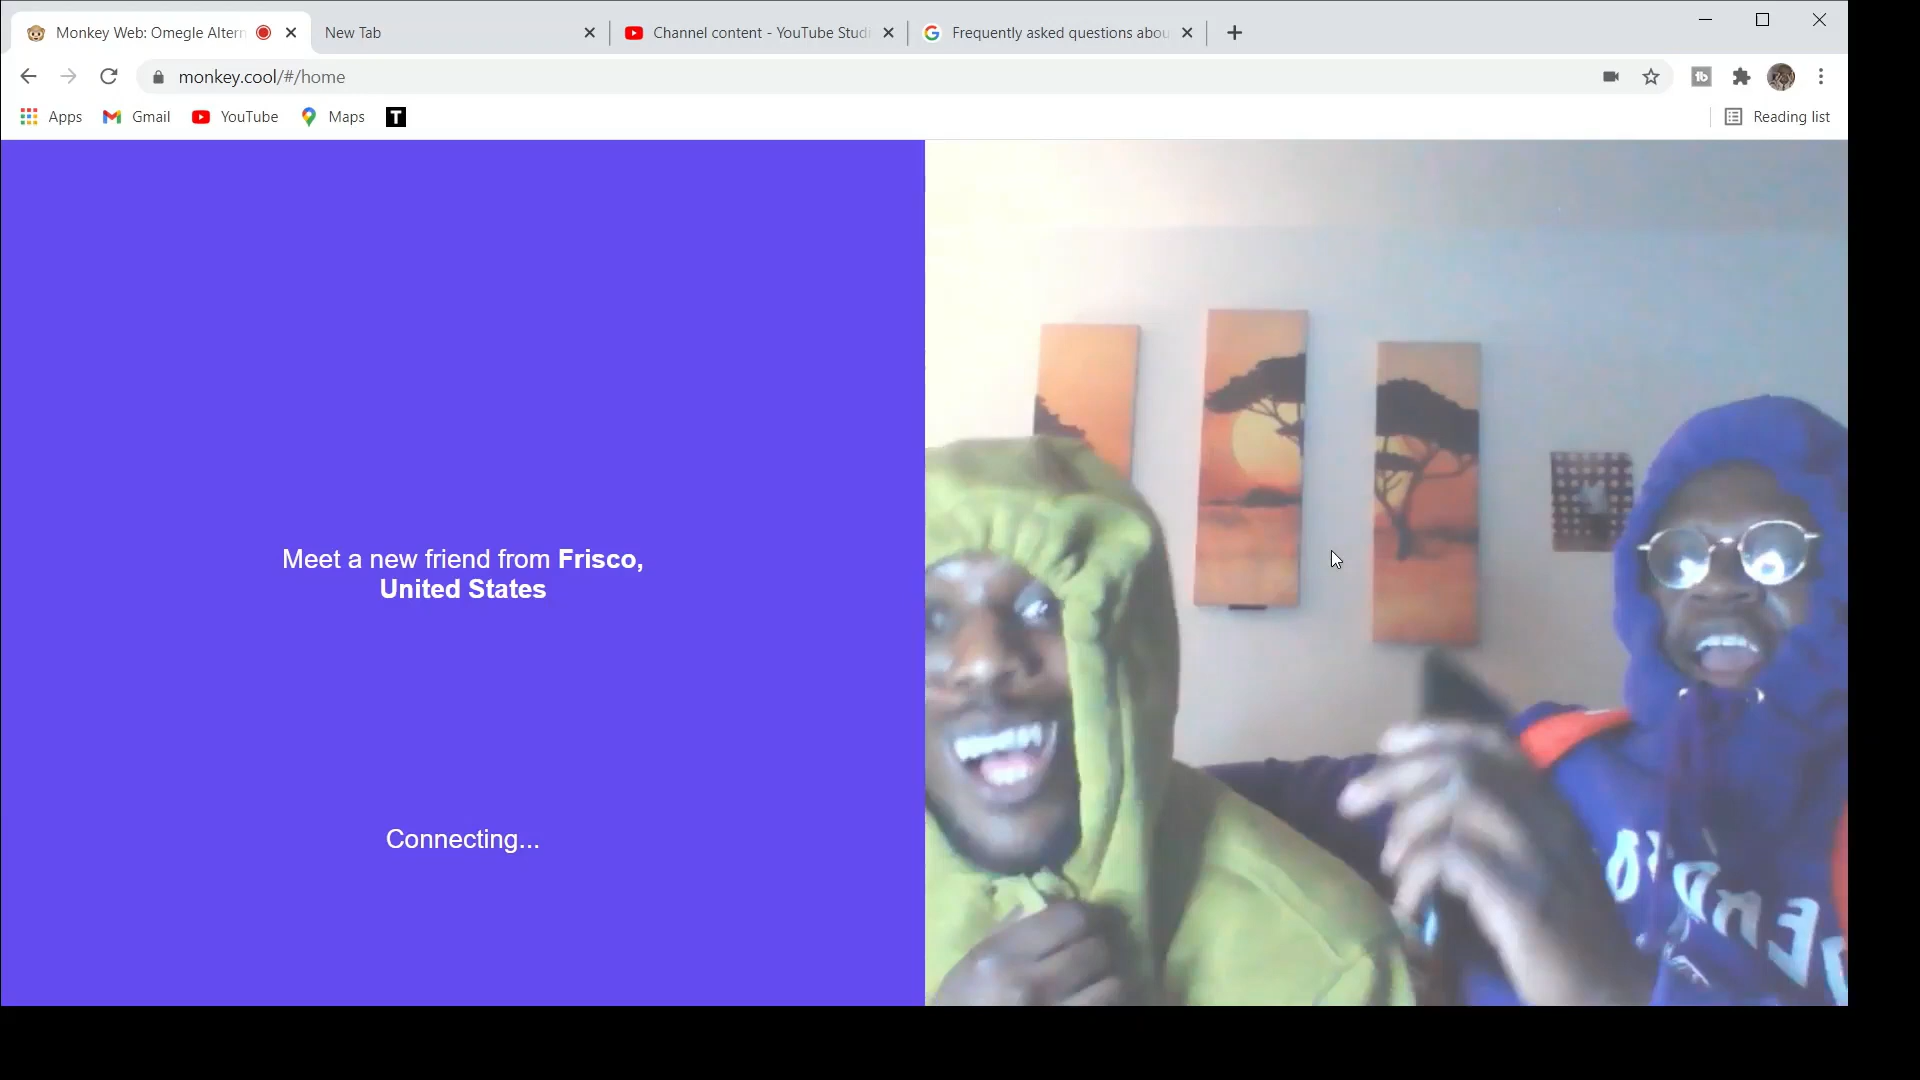 Monkey Web: Omegle Altern
New Tab
Channel content - YouTube Studi
Frequently asked questions abou
monkey.cool/#/home
tb
Apps
Gmail
YouTube
Maps
T
Reading list
Meet a new friend from Frisco,
United States
Connecting...